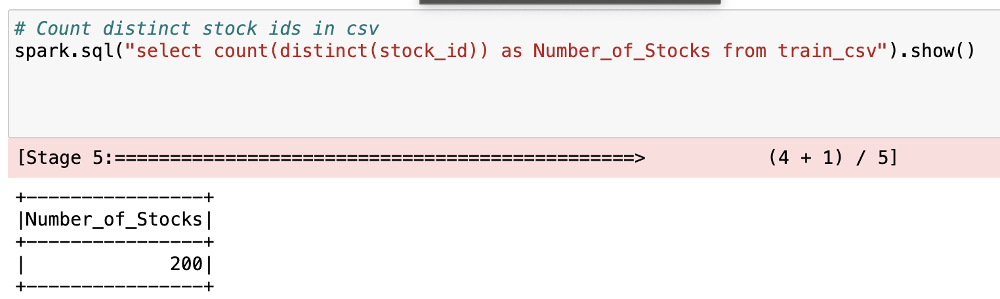 # Count distinct stock ids in csv
spark.sql("select count(distinct(stock_id)) as Number_of_Stocks from train_csv").show()
[Stage 5:===============================================>           (4 + 1) / 5]
+----------------+
|Number_of_Stocks|
+----------------+
|             200|
+----------------+